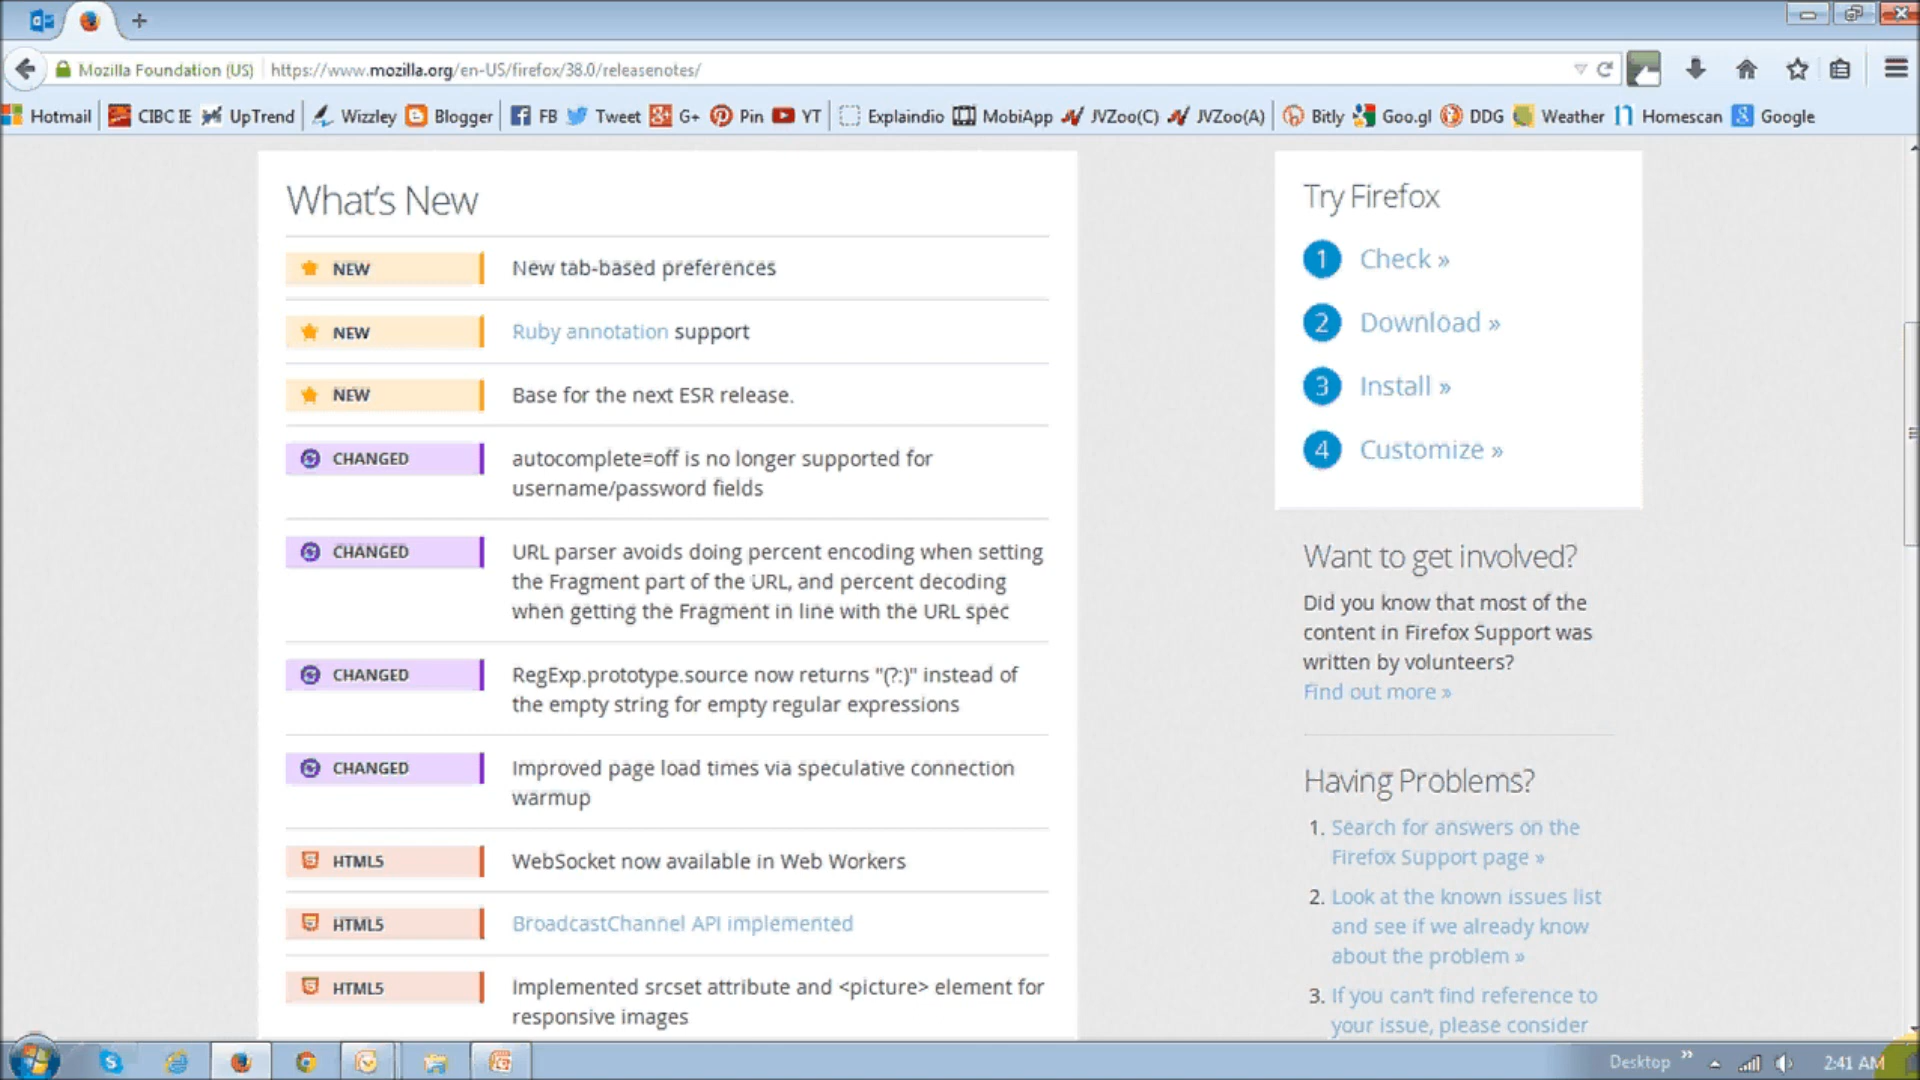 Mozilla Foundation (US) https://www.mozilla.org/en-US/firefox/38.0/releasenotes/
Hotmail CIBC IE UpTrend Wizzley Blogger FB Tweet G+ Pin YT Explaindio MobiApp JVZoo(C) JVZoo(A) Bitly Goo.gl DDG Weather Homescan Google
What's New
NEW New tab-based preferences
NEW Ruby annotation support
NEW Base for the next ESR release.
CHANGED autocomplete=off is no longer supported for
username/password fields
CHANGED URL parser avoids doing percent encoding when setting
the Fragment part of the URL, and percent decoding
when getting the Fragment in line with the URL spec
CHANGED RegExp.prototype.source now returns "(?:)" instead of
the empty string for empty regular expressions
CHANGED Improved page load times via speculative connection
warmup
HTML5 WebSocket now available in Web Workers
HTML5 BroadcastChannel API implemented
HTML5 Implemented srcset attribute and <picture> element for
responsive images
Try Firefox
1 Check »
2 Download »
3 Install »
4 Customize »
Want to get involved?
Did you know that most of the
content in Firefox Support was
written by volunteers?
Find out more »
Having Problems?
1. Search for answers on the
Firefox Support page »
2. Look at the known issues list
and see if we already know
about the problem »
3. If you can't find reference to
your issue, please consider
Desktop » 2:41 AM